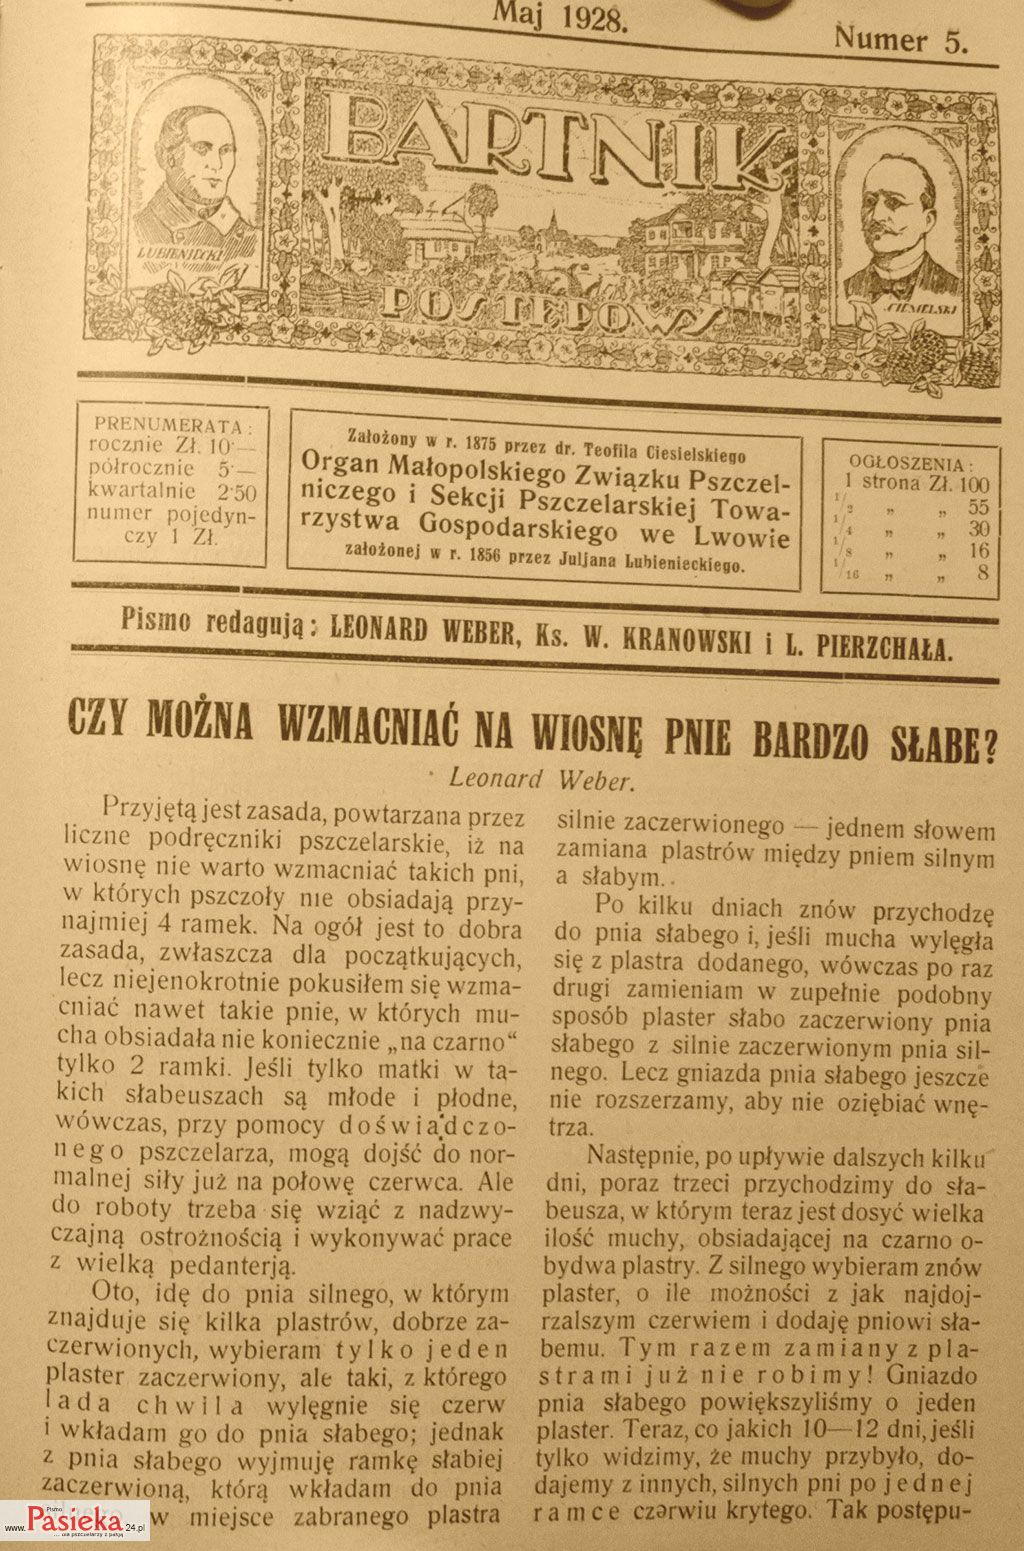 Maj 1928.
Numer 5.
BARTNIK
POSTĘPOWY
LUBIENIECKI
CIESIELSKI
PRENUMERATA:
rocznie Zł. 10·—
półrocznie 5·—
kwartalnie 2·50
numer pojedyn-
czy 1 Zł.
Założony w r. 1875 przez dr. Teofila Ciesielskiego
Organ Małopolskiego Związku Pszczel-
niczego i Sekcji Pszczelarskiej Towa-
rzystwa Gospodarskiego we Lwowie
założonej w r. 1856 przez Juljana Lubienieckiego.
OGŁOSZENIA:
1 strona Zł. 100
1/2 „ „ 55
1/4 „ „ 30
1/8 „ „ 16
1/16 „ „ 8
Pismo redagują: LEONARD WEBER, Ks. W. KRANOWSKI i L. PIERZCHAŁA.
CZY MOŻNA WZMACNIAĆ NA WIOSNĘ PNIE BARDZO SŁABE?
Leonard Weber.
Przyjętą jest zasada, powtarzana przez
liczne podręczniki pszczelarskie, iż na
wiosnę nie warto wzmacniać takich pni,
w których pszczoły nie obsiadają przy-
najmiej 4 ramek. Na ogół jest to dobra
zasada, zwłaszcza dla początkujących,
lecz niejenokrotnie pokusiłem się wzma-
cniać nawet takie pnie, w których mu-
cha obsiadała nie koniecznie „na czarno“
tylko 2 ramki. Jeśli tylko matki w ta-
kich słabeuszach są młode i płodne,
wówczas, przy pomocy doświadczo-
nego pszczelarza, mogą dojść do nor-
malnej siły już na połowę czerwca. Ale
do roboty trzeba się wziąć z nadzwy-
czajną ostrożnością i wykonywać prace
z wielką pedanterją.
Oto, idę do pnia silnego, w którym
znajduje się kilka plastrów, dobrze za-
czerwionych, wybieram tylko jeden
plaster zaczerwiony, ale taki, z którego
lada chwila wylęgnie się czerw
i wkładam go do pnia słabego; jednak
z pnia słabego wyjmuję ramkę słabiej
zaczerwioną, którą wkładam do pnia
w miejsce zabranego plastra
silnie zaczerwionego — jednem słowem
zamiana plastrów między pniem silnym
a słabym.
Po kilku dniach znów przychodzę
do pnia słabego i, jeśli mucha wylęgła
się z plastra dodanego, wówczas po raz
drugi zamieniam w zupełnie podobny
sposób plaster słabo zaczerwiony pnia
słabego z silnie zaczerwionym pnia sil-
nego. Lecz gniazda pnia słabego jeszcze
nie rozszerzamy, aby nie oziębiać wnę-
trza.
Następnie, po upływie dalszych kilku
dni, poraz trzeci przychodzimy do sła-
beusza, w którym teraz jest dosyć wielka
ilość muchy, obsiadającej na czarno o-
bydwa plastry. Z silnego wybieram znów
plaster, o ile możności z jak najdoj-
rzalszym czerwiem i dodaję pniowi sła-
bemu. Tym razem zamiany z pla-
strami już nie robimy! Gniazdo
pnia słabego powiększyliśmy o jeden
plaster. Teraz, co jakich 10—12 dni, jeśli
tylko widzimy, że muchy przybyło, do-
dajemy z innych, silnych pni po jednej
ramce czerwiu krytego. Tak postępu-
Pismo
www.Pasieka24.pl
... dla pszczelarzy z pasją